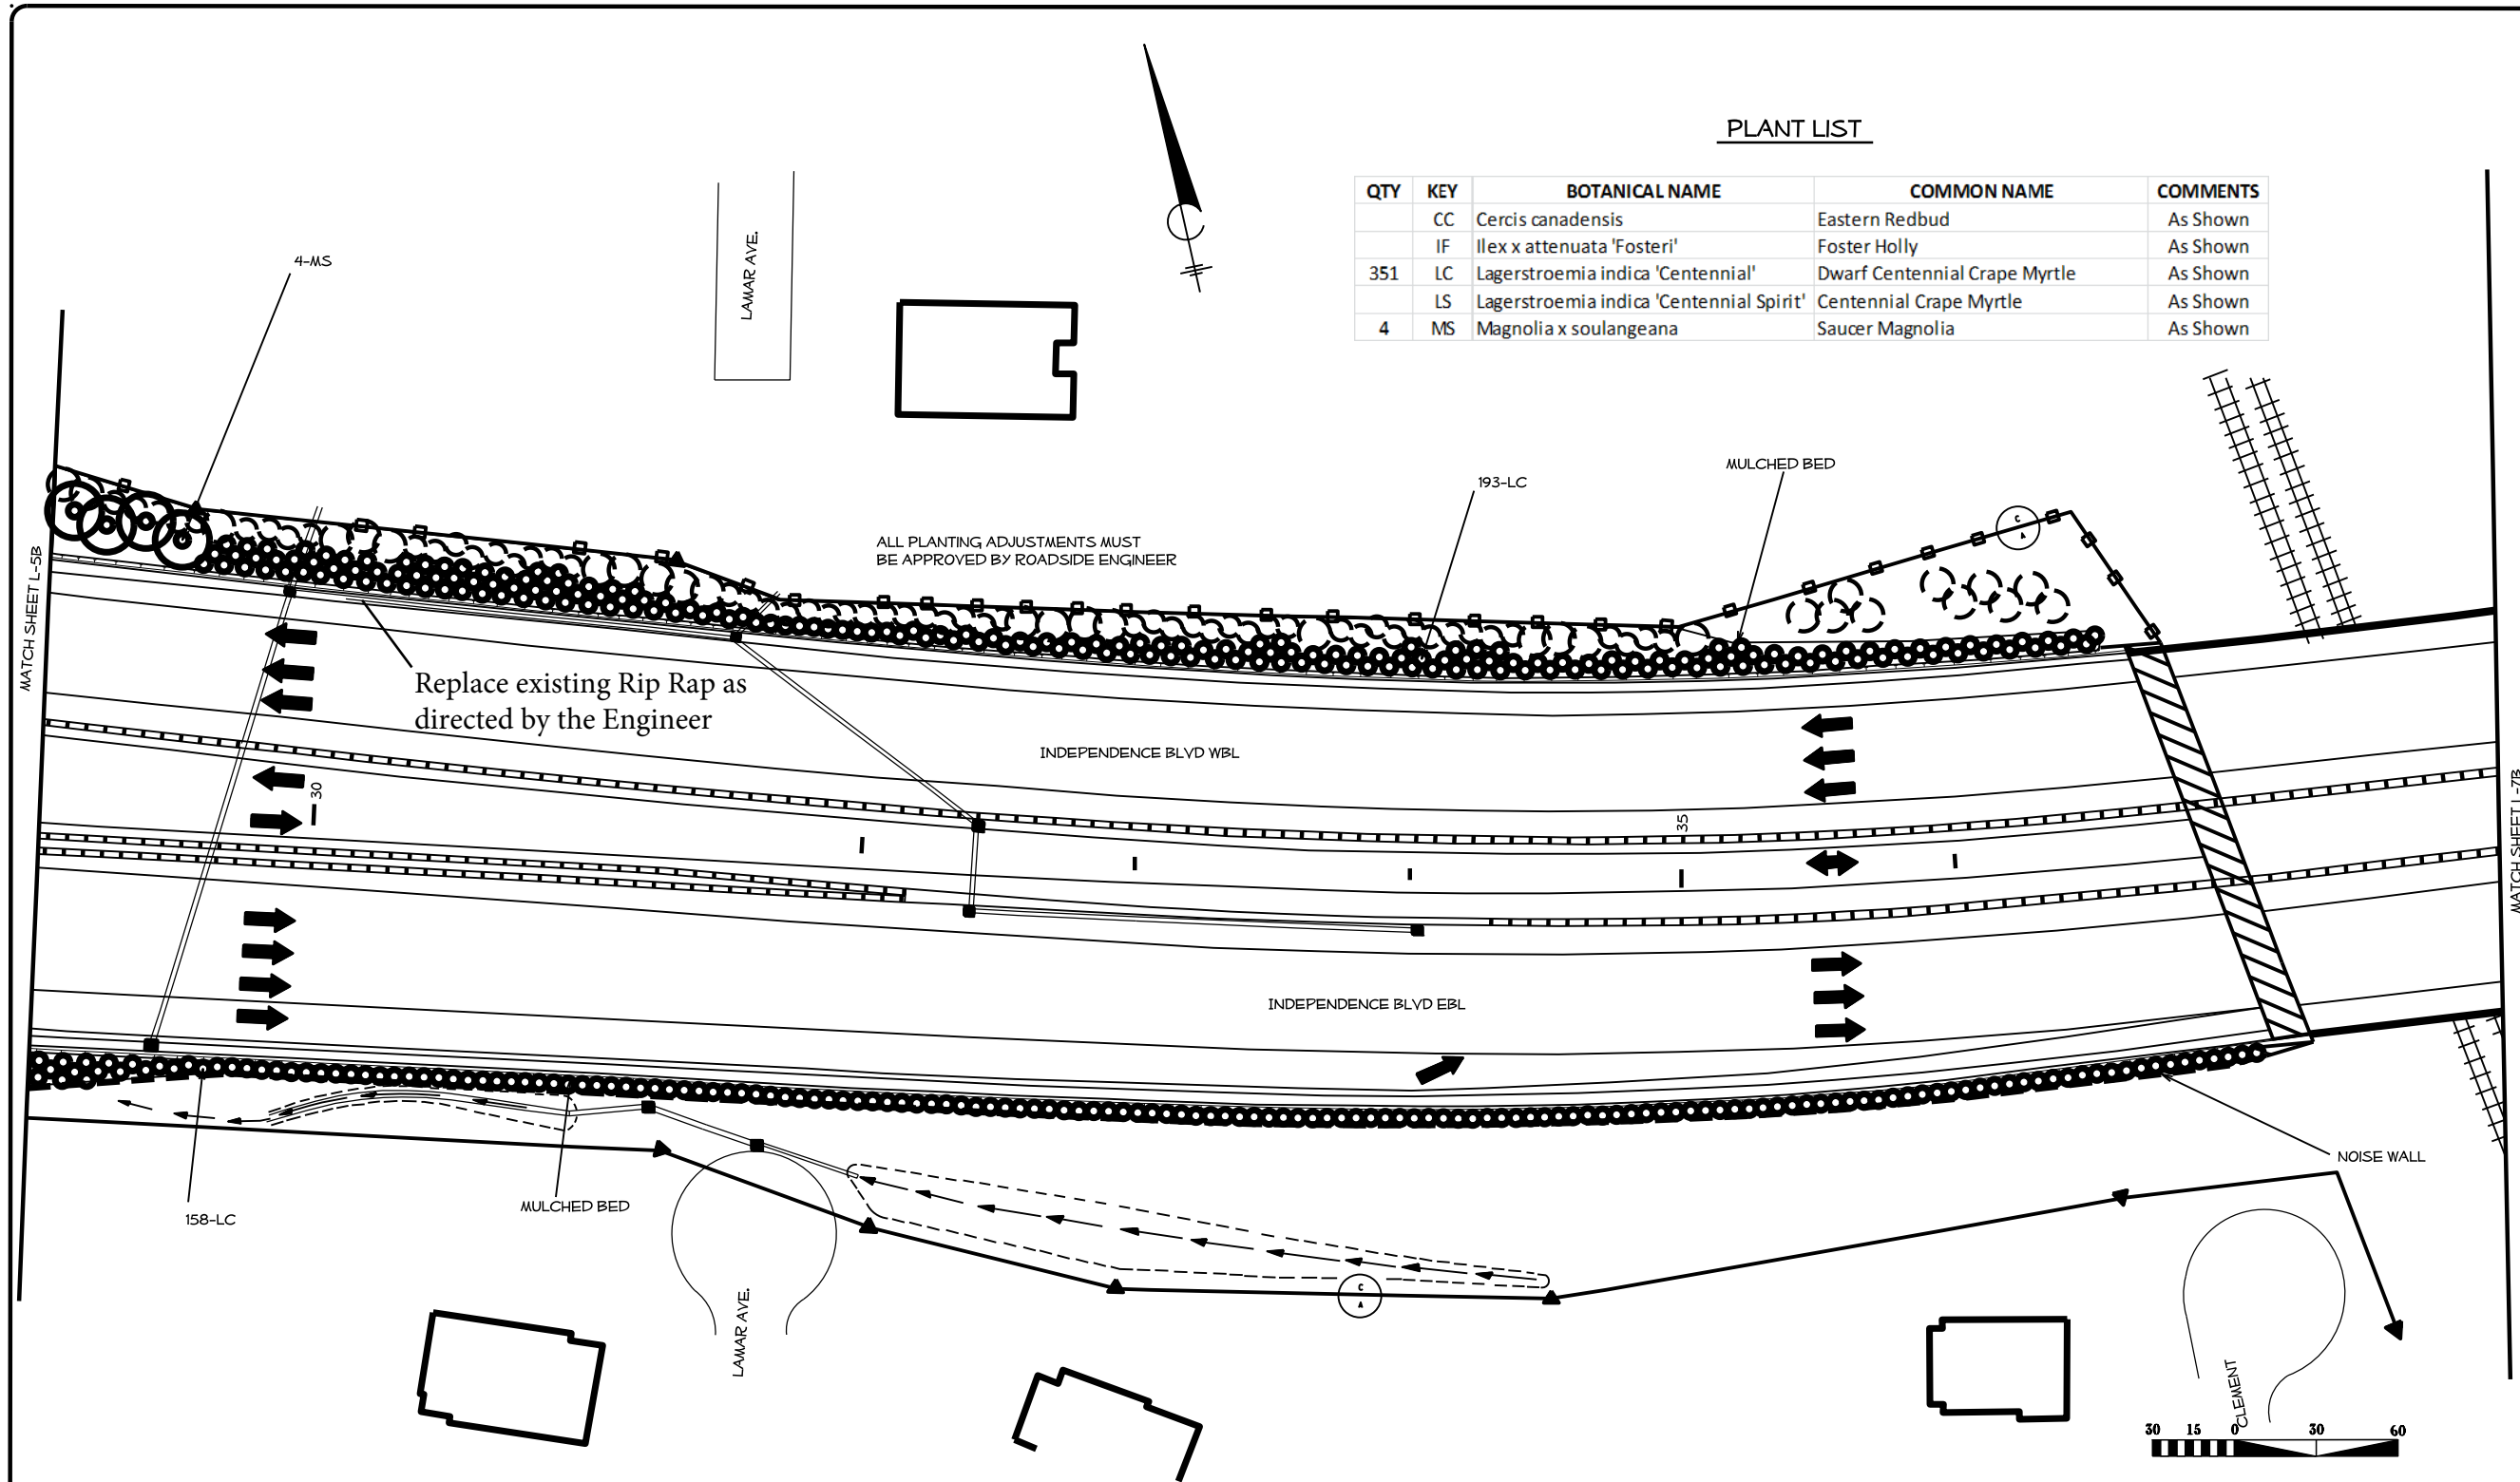 PLANT LIST
QTY KEY BOTANICAL NAME COMMON NAME COMMENTS
CC Cercis canadensis Eastern Redbud As Shown
IF Ilex x attenuata 'Fosteri' Foster Holly As Shown
351 LC Lagerstroemia indica 'Centennial' Dwarf Centennial Crape Myrtle As Shown
LS Lagerstroemia indica 'Centennial Spirit' Centennial Crape Myrtle As Shown
4 MS Magnolia x soulangeana Saucer Magnolia As Shown
LAMAR AVE.
4-MS
MULCHED BED
193-LC
C
A
ALL PLANTING ADJUSTMENTS MUST
BE APPROVED BY ROADSIDE ENGINEER
MATCH SHEET L-5B
Replace existing Rip Rap as
directed by the Engineer
INDEPENDENCE BLVD WBL
30
35
MATCH SHEET L-7B
INDEPENDENCE BLVD EBL
NOISE WALL
MULCHED BED
158-LC
C
A
LAMAR AVE.
CLEMENT
30 15 0 30 60